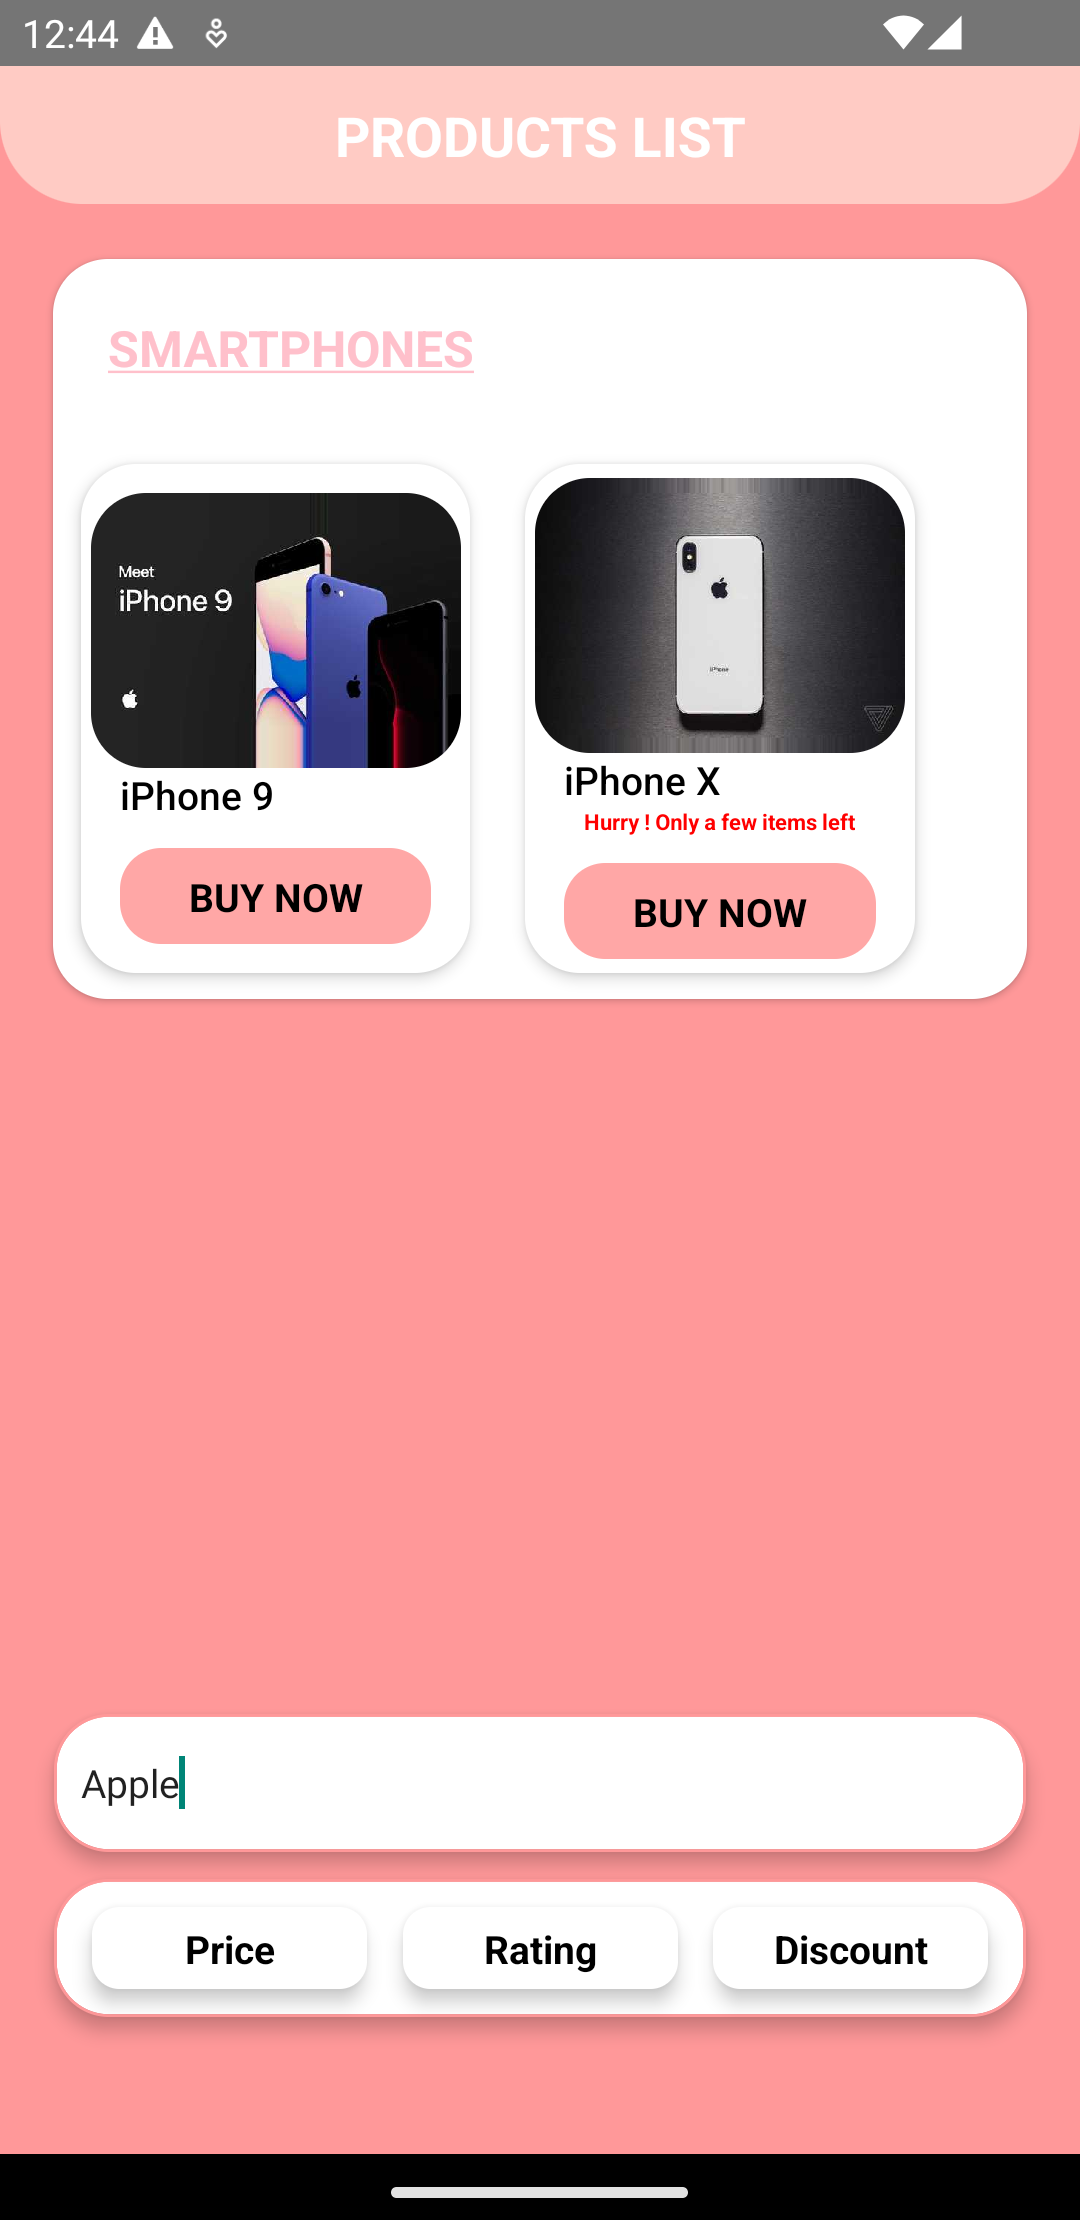 12:44
PRODUCTS LIST
SMARTPHONES
Meet
iPhone 9
iPhone
iPhone 9
iPhone X
Hurry ! Only a few items left
BUY NOW
BUY NOW
Apple
Price
Rating
Discount